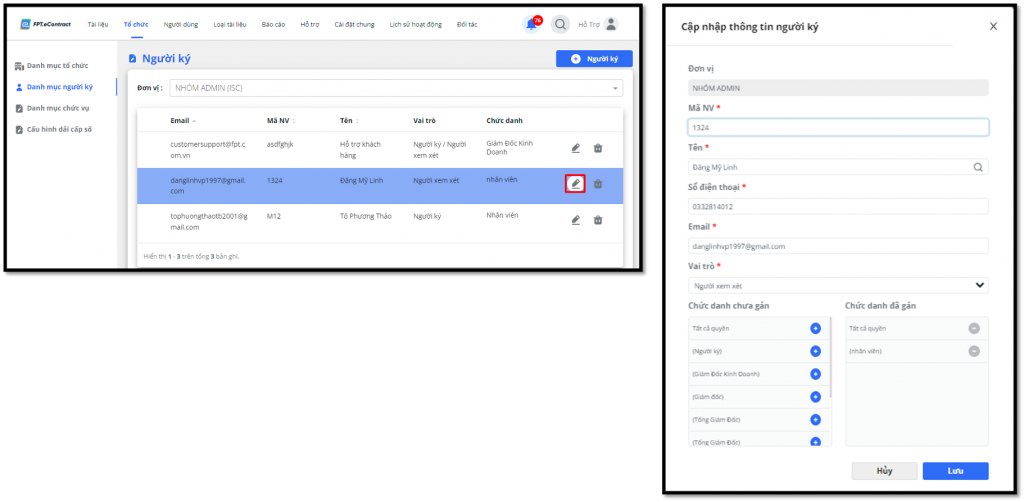 FPT.eContract
Tài liệu
Tổ chức
Người dùng
Loại tài liệu
Báo cáo
Hỗ trợ
Cài đặt chung
Lịch sử hoạt động
Đối tác
76
Hỗ Trợ
Danh mục tổ chức
Danh mục người ký
Danh mục chức vụ
Cấu hình dải cấp số
Người ký
Người ký
Đơn vị :
NHÓM ADMIN (ISC)
Email
Mã NV
Tên
Vai trò
Chức danh
customersupport@fpt.c
om.vn
asdfghjk
Hỗ trợ khách
hàng
Người ký / Người
xem xét
Giám Đốc Kinh
Doanh
danglinhvp1997@gmail.
com
1324
Đặng Mỹ Linh
Người xem xét
nhân viên
tophuongthaotb2001@g
mail.com
M12
Tô Phương Thảo
Người ký
Nhân viên
Hiển thị 1 - 3 trên tổng 3 bản ghi.
Cập nhập thông tin người ký
Đơn vị
NHÓM ADMIN
Mã NV *
1324
Tên *
Đặng Mỹ Linh
Số điện thoại *
0332814012
Email *
danglinhvp1997@gmail.com
Vai trò *
Người xem xét
Chức danh chưa gán
Tất cả quyền
(Người ký)
(Giám Đốc Kinh Doanh)
(Giám đốc)
(Tổng Giám Đốc)
(Tổng Giám Đốc)
Chức danh đã gán
Tất cả quyền
(nhân viên)
Hủy
Lưu